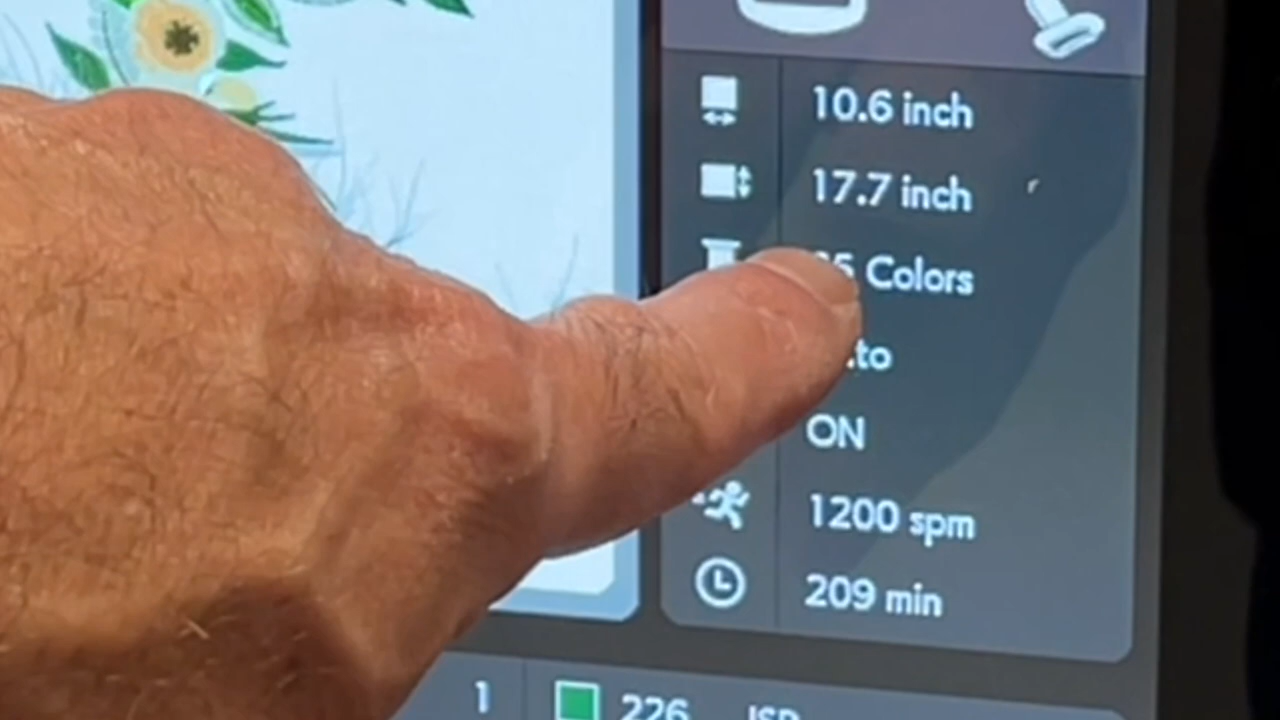 10.6 inch
17.7 inch
Colors
ON
1200 spm
209 min
1 226